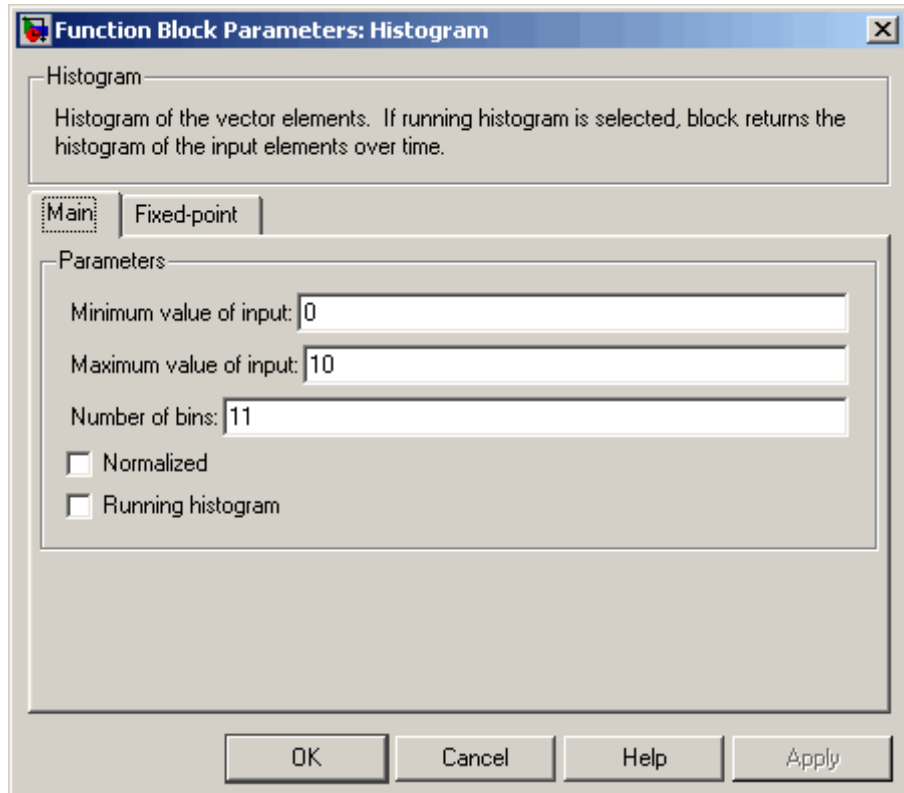 Function Block Parameters: Histogram
Histogram
Histogram of the vector elements. If running histogram is selected, block returns the
histogram of the input elements over time.
Main Fixed-point
Parameters
Minimum value of input: 0
Maximum value of input: 10
Number of bins: 11
Normalized
Running histogram
OK Cancel Help Apply